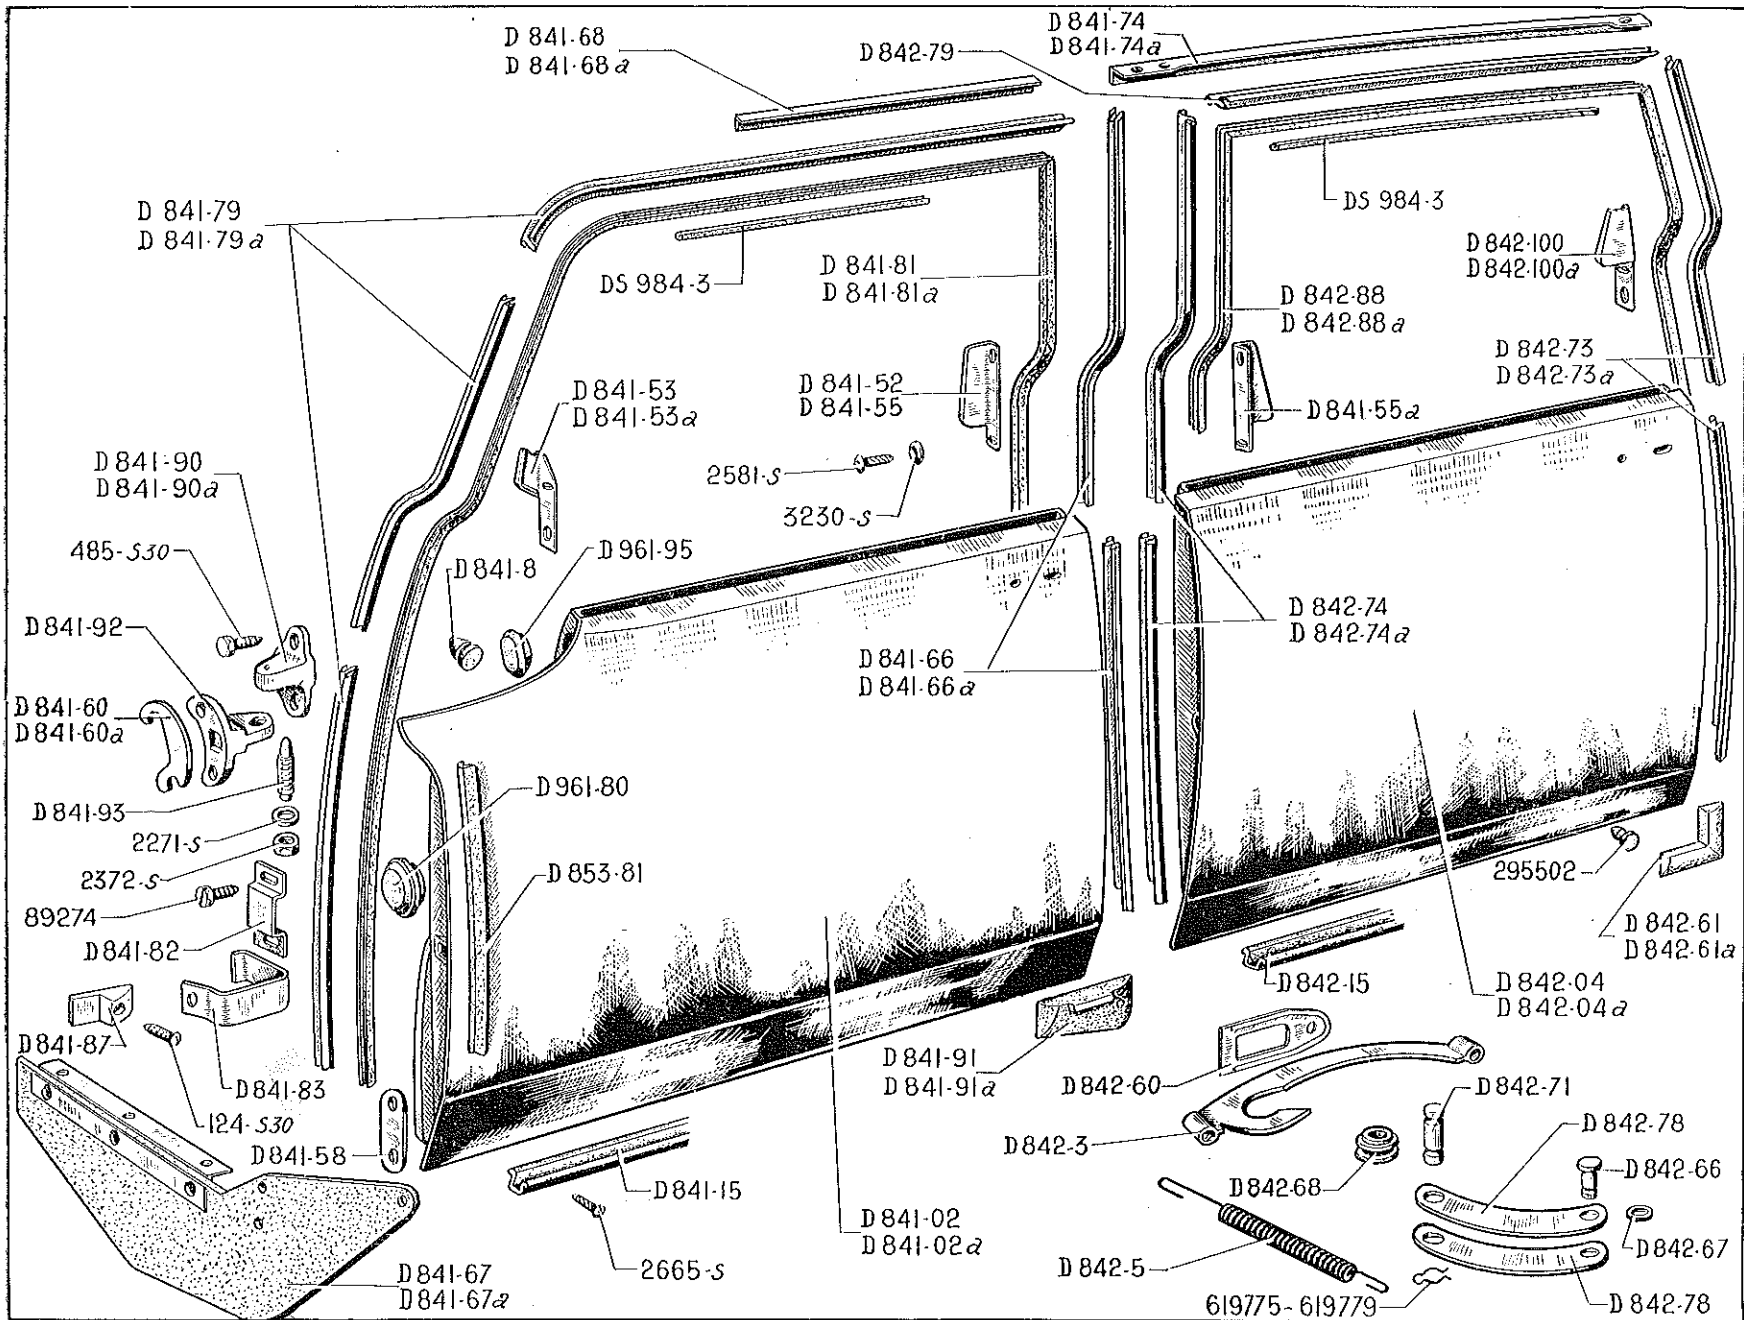 D 841-68
D 841-68a
D 842-79
D 841-74
D 841-74a
D 841-79
D 841-79a
DS 984-3
D 841-81
D 841-81a
DS 984-3
D 842-100
D 842-100a
D 842-88
D 842-88a
D 842-73
D 842-73a
D 841-53
D 841-53a
D 841-52
D 841-55
D 841-55a
D 841-90
D 841-90a
2581-S
3230-S
485-S30
D 841-8
D 961-95
D 841-92
D 842-74
D 842-74a
D 841-66
D 841-66a
D 841-60
D 841-60a
D 841-93
D 961-80
2271-S
2372-S
D 853-81
89274
295502
D 841-82
D 842-61
D 842-61a
D 842-15
D 842-04
D 842-04a
D 841-87
D 841-91
D 841-91a
D 842-60
D 841-83
D 842-71
124-S30
D 842-78
D 842-3
D 841-58
D 842-66
D 841-15
D 842-68
D 841-02
D 841-02a
D 842-67
2665-S
D 842-5
D 841-67
D 841-67a
619775-619779
D 842-78